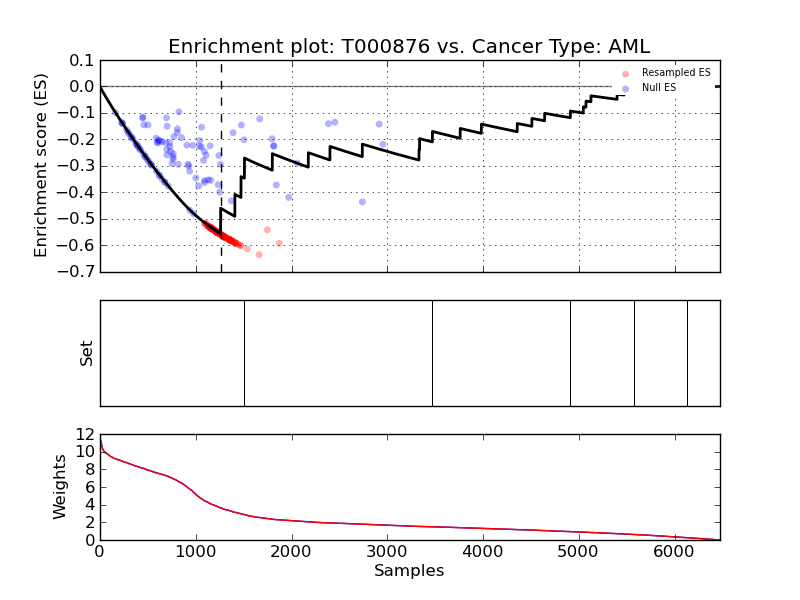 Enrichment plot: T000876 vs. Cancer Type: AML
Enrichment score (ES)
0.1
0.0
−0.1
−0.2
−0.3
−0.4
−0.5
−0.6
−0.7
Resampled ES
Null ES
Set
Weights
12
10
8
6
4
2
0
0 1000 2000 3000 4000 5000 6000
Samples